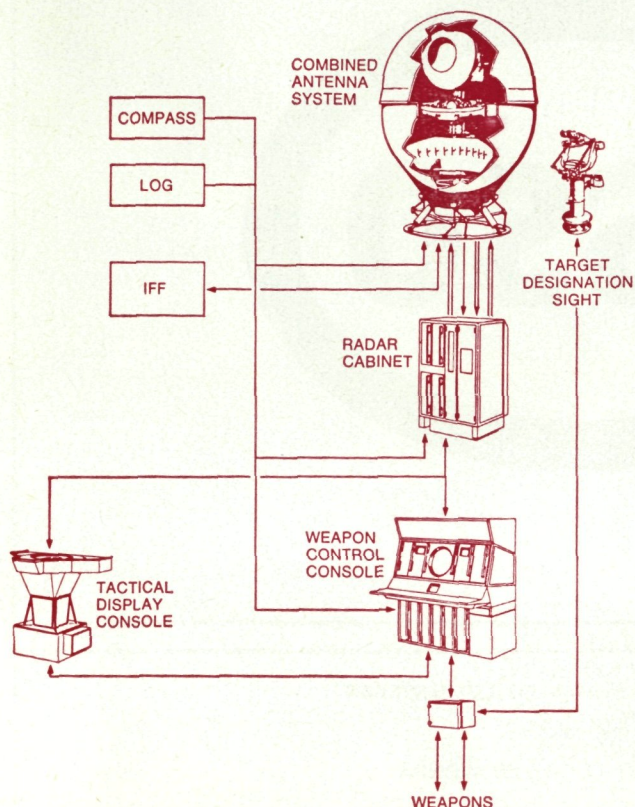 COMBINED
ANTENNA
SYSTEM
COMPASS
LOG
IFF
TARGET
DESIGNATION
SIGHT
RADAR
CABINET
WEAPON
CONTROL
CONSOLE
TACTICAL
DISPLAY
CONSOLE
WEAPONS